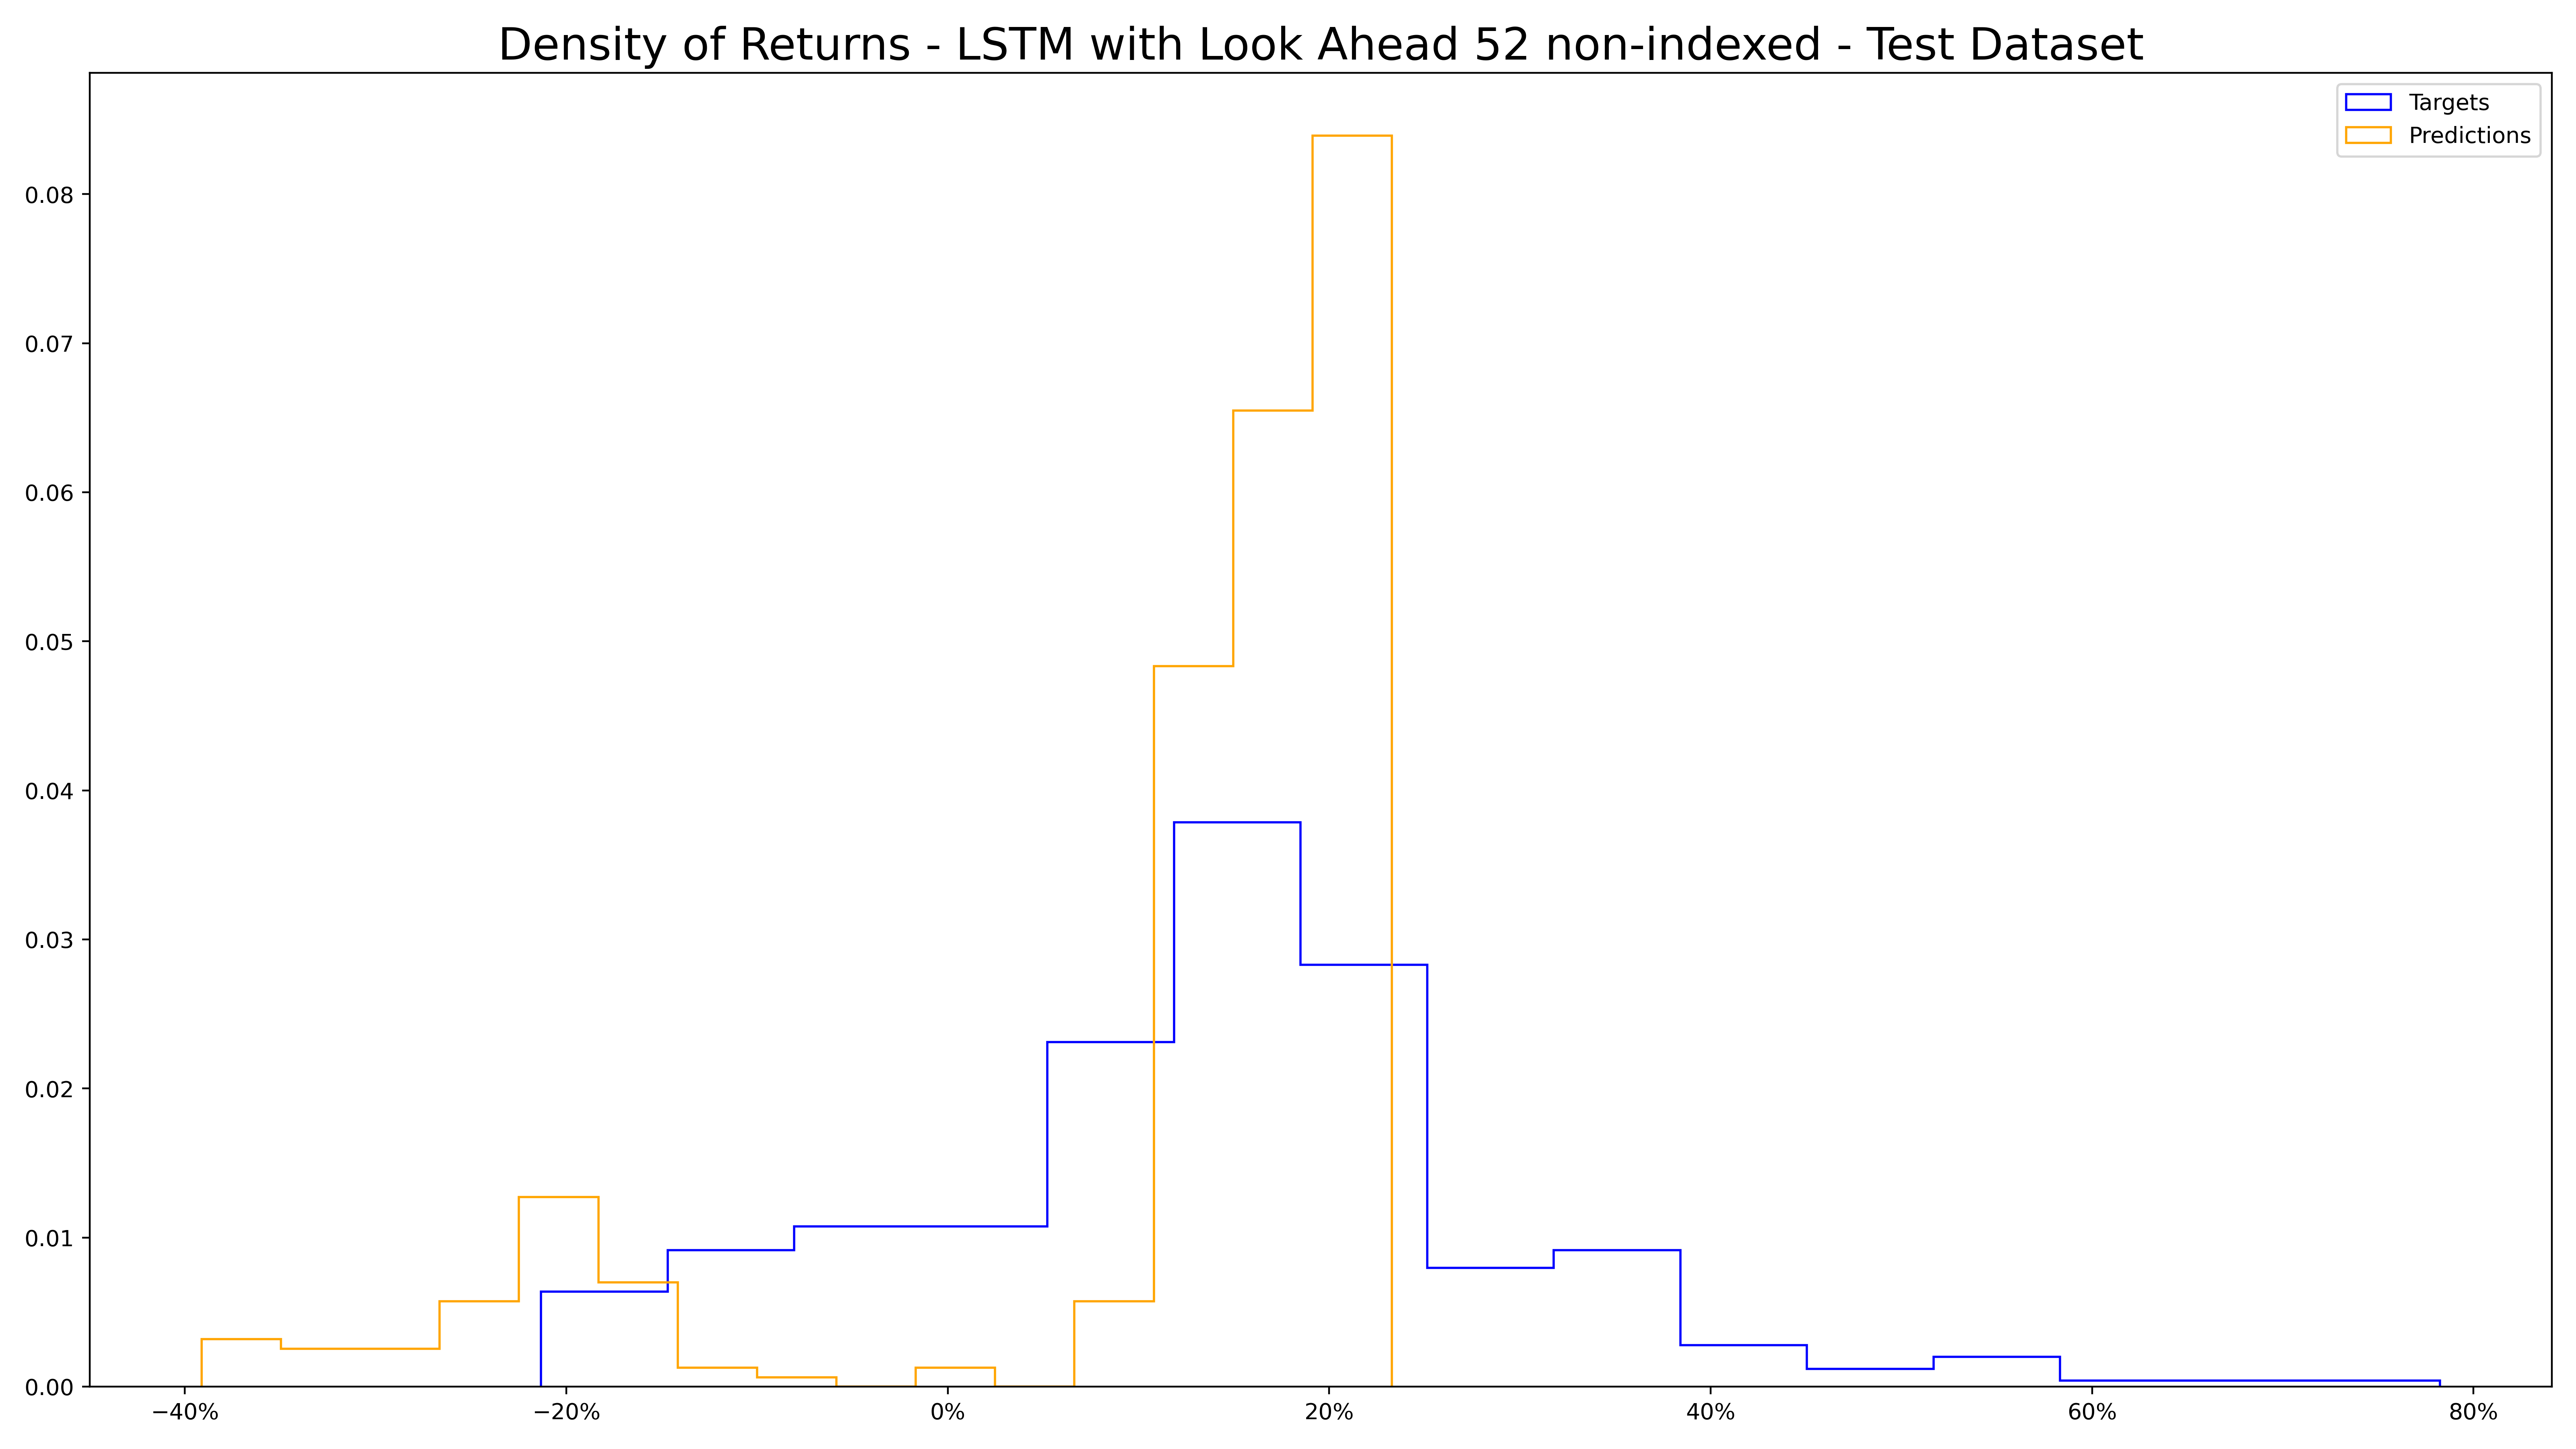 Density of Returns - LSTM with Look Ahead 52 non-indexed - Test Dataset
Targets
Predictions
0.08
0.07
0.06
0.05
0.04
0.03
0.02
0.01
0.00
−40% −20% 0% 20% 40% 60% 80%